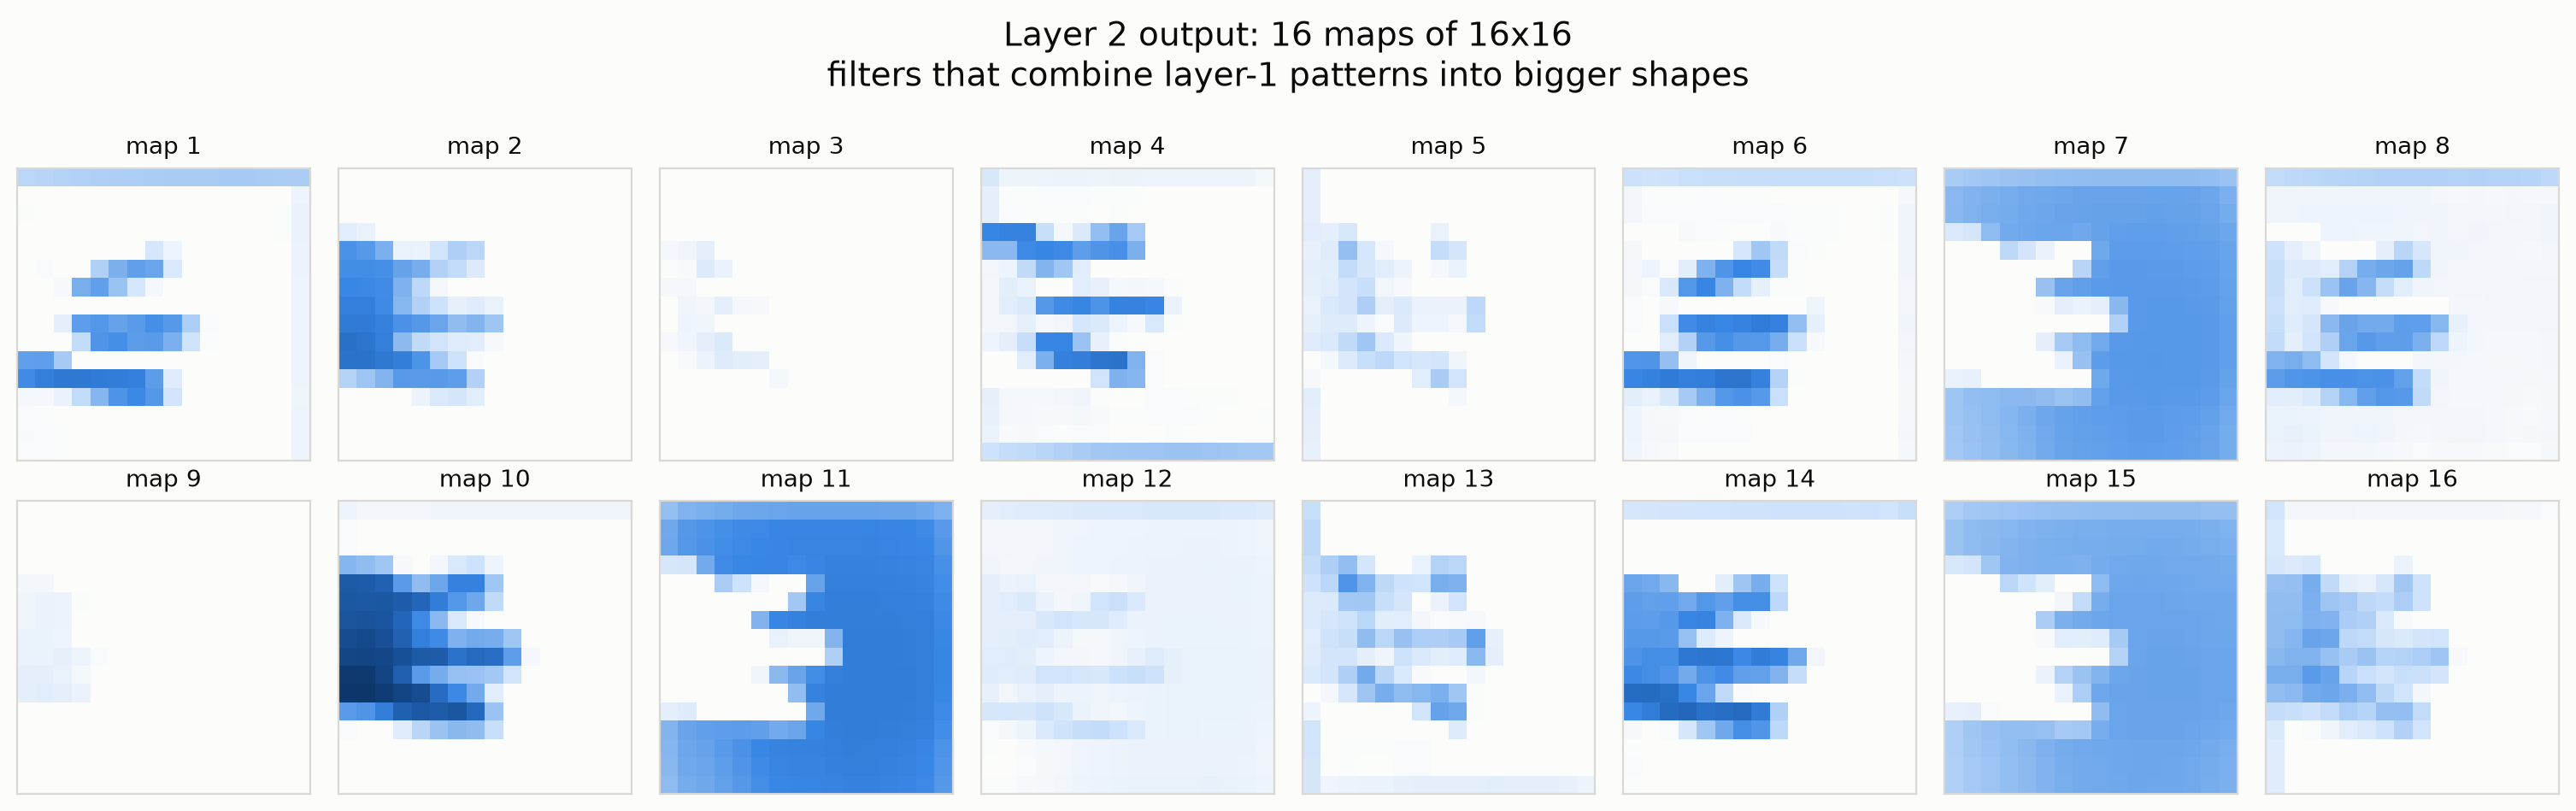 Layer 2 output: 16 maps of 16x16
filters that combine layer-1 patterns into bigger shapes
map 1
map 2
map 3
map 4
map 5
map 6
map 7
map 8
map 9
map 10
map 11
map 12
map 13
map 14
map 15
map 16